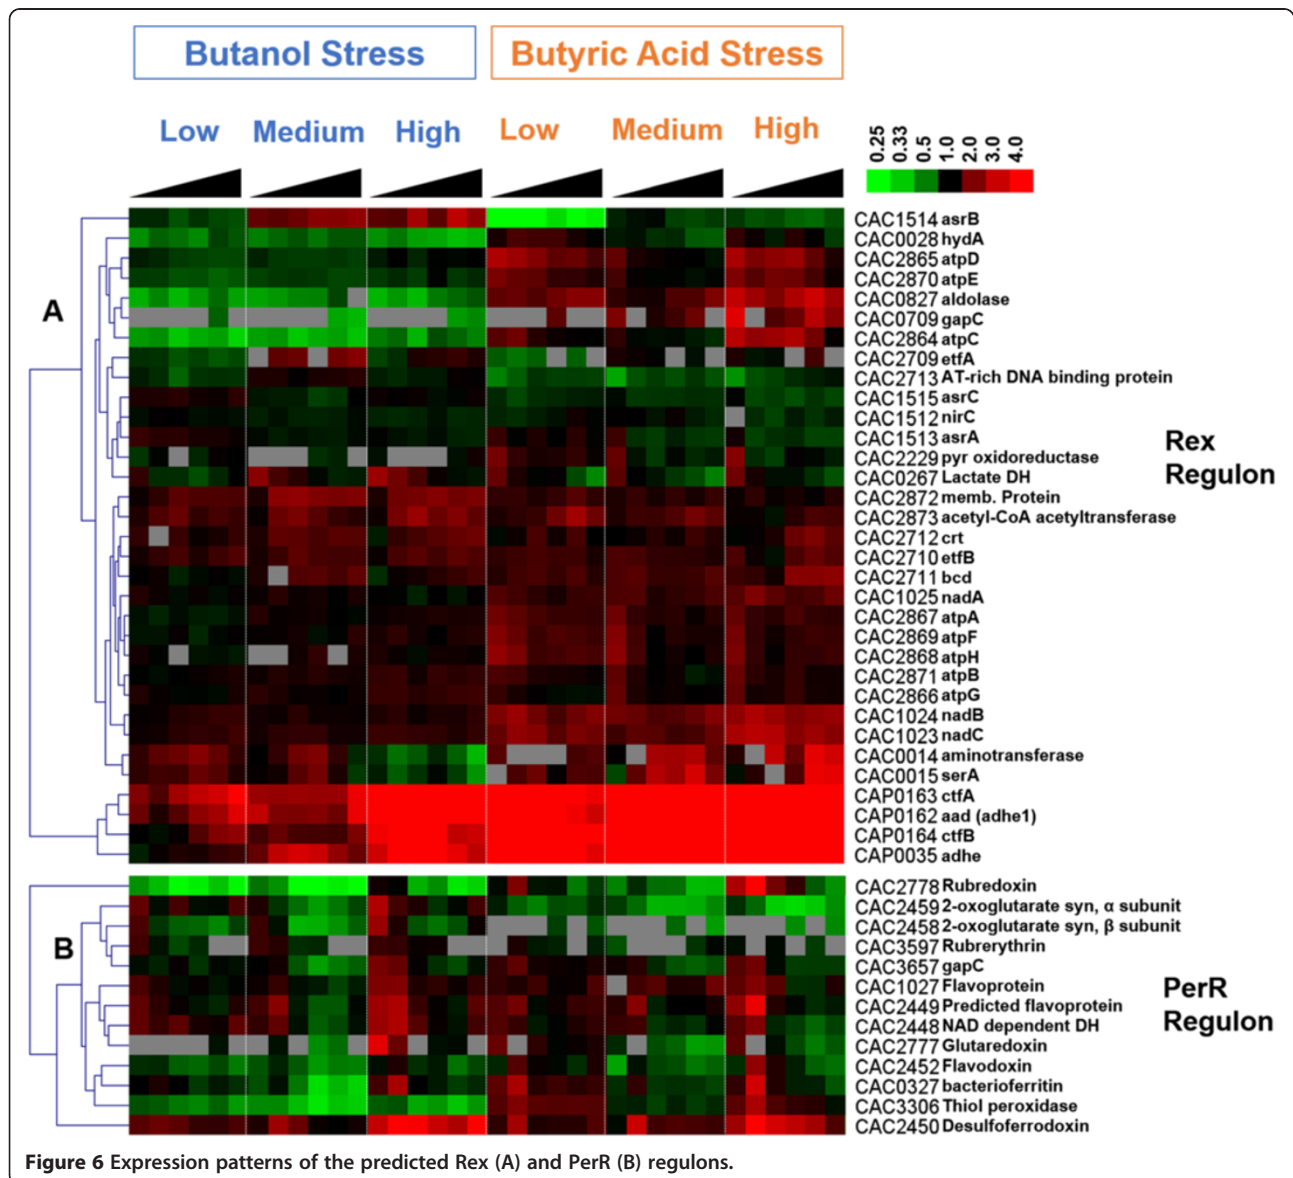 Butanol Stress Butyric Acid Stress
Low Medium High Low Medium High
0.25 0.33 0.5 1.0 2.0 3.0 4.0
A
CAC1514 asrB
CAC0028 hydA
CAC2865 atpD
CAC2870 atpE
CAC0827 aldolase
CAC0709 gapC
CAC2864 atpC
CAC2709 etfA
CAC2713 AT-rich DNA binding protein
CAC1515 asrC
CAC1512 nirC
CAC1513 asrA
CAC2229 pyr oxidoreductase
CAC0267 Lactate DH
CAC2872 memb. Protein
CAC2873 acetyl-CoA acetyltransferase
CAC2712 crt
CAC2710 etfB
CAC2711 bcd
CAC1025 nadA
CAC2867 atpA
CAC2869 atpF
CAC2868 atpH
CAC2871 atpB
CAC2866 atpG
CAC1024 nadB
CAC1023 nadC
CAC0014 aminotransferase
CAC0015 serA
CAP0163 ctfA
CAP0162 aad (adhe1)
CAP0164 ctfB
CAP0035 adhe
Rex
Regulon
B
CAC2778 Rubredoxin
CAC2459 2-oxoglutarate syn, α subunit
CAC2458 2-oxoglutarate syn, β subunit
CAC3597 Rubrerythrin
CAC3657 gapC
CAC1027 Flavoprotein
CAC2449 Predicted flavoprotein
CAC2448 NAD dependent DH
CAC2777 Glutaredoxin
CAC2452 Flavodoxin
CAC0327 bacterioferritin
CAC3306 Thiol peroxidase
CAC2450 Desulfoferrodoxin
PerR
Regulon
Figure 6 Expression patterns of the predicted Rex (A) and PerR (B) regulons.